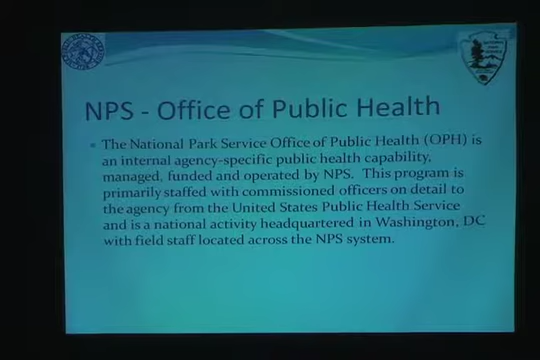 NPS - Office of Public Health
• The National Park Service Office of Public Health (OPH) is
an internal agency-specific public health capability,
managed, funded and operated by NPS. This program is
primarily staffed with commissioned officers on detail to
the agency from the United States Public Health Service
and is a national activity headquartered in Washington, DC
with field staff located across the NPS system.